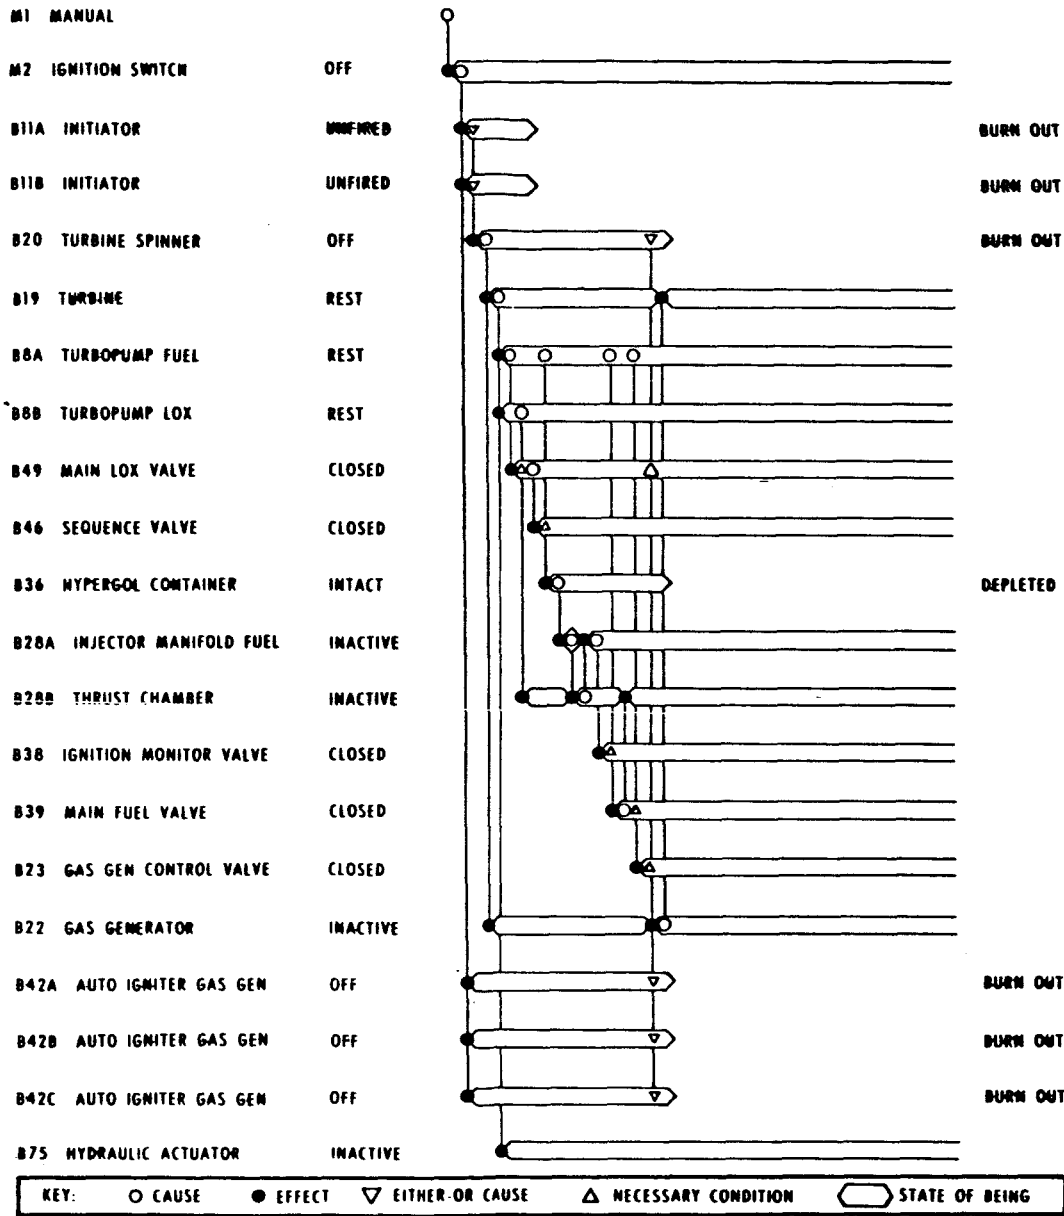 M1 MANUAL
M2 IGNITION SWITCH OFF
B11A INITIATOR UNFIRED BURN OUT
B11B INITIATOR UNFIRED BURN OUT
B20 TURBINE SPINNER OFF BURN OUT
B19 TURBINE REST
B8A TURBOPUMP FUEL REST
B8B TURBOPUMP LOX REST
B49 MAIN LOX VALVE CLOSED
B46 SEQUENCE VALVE CLOSED
B36 HYPERGOL CONTAINER INTACT DEPLETED
B28A INJECTOR MANIFOLD FUEL INACTIVE
B28B THRUST CHAMBER INACTIVE
B38 IGNITION MONITOR VALVE CLOSED
B39 MAIN FUEL VALVE CLOSED
B23 GAS GEN CONTROL VALVE CLOSED
B22 GAS GENERATOR INACTIVE
B42A AUTO IGNITER GAS GEN OFF BURN OUT
B42B AUTO IGNITER GAS GEN OFF BURN OUT
B42C AUTO IGNITER GAS GEN OFF BURN OUT
B75 HYDRAULIC ACTUATOR INACTIVE
KEY: CAUSE EFFECT EITHER-OR CAUSE NECESSARY CONDITION STATE OF BEING